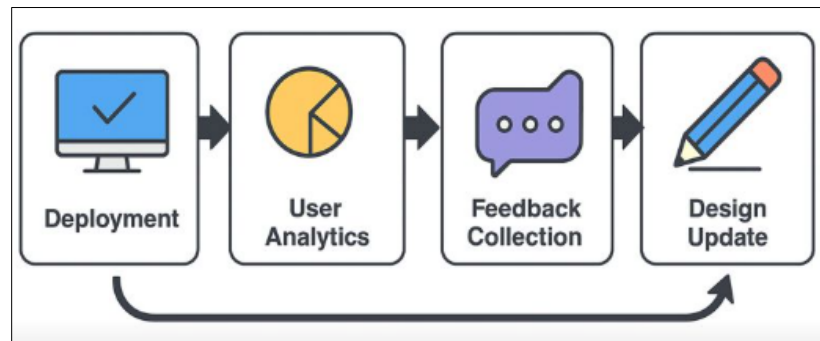 Deployment
User
Analytics
Feedback
Collection
Design
Update